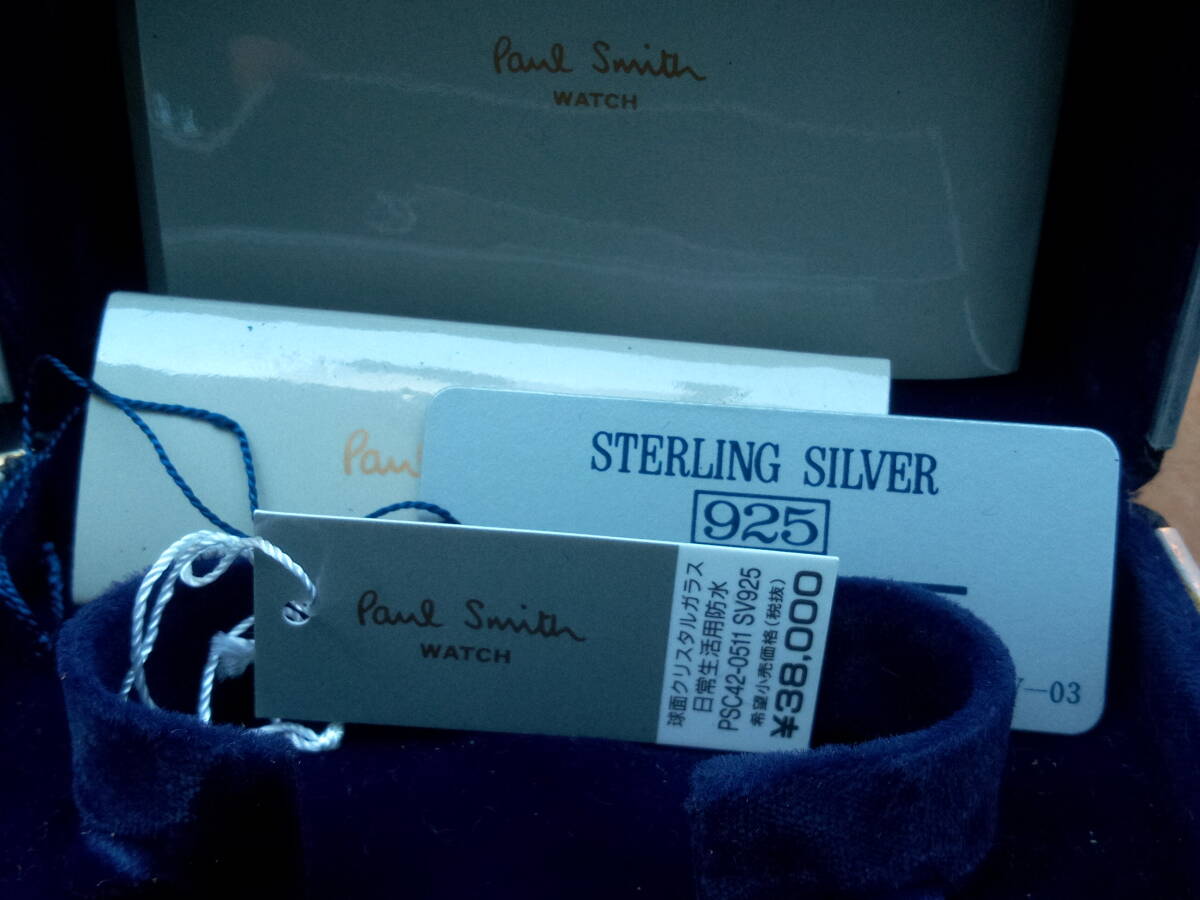 Paul Smith
WATCH
Pau
STERLING SILVER
925
Y-03
Paul Smith
WATCH
球面クリスタルガラス
日常生活用防水
PSC42-0511 SV925
希望小売価格(税抜)
¥38,000